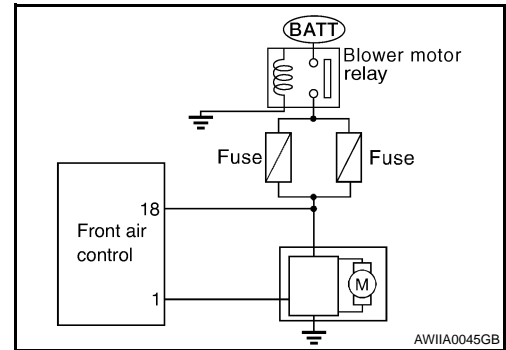 BATT
Blower motor
relay
Fuse
Fuse
18
Front air
control
1
M
AWIIA0045GB